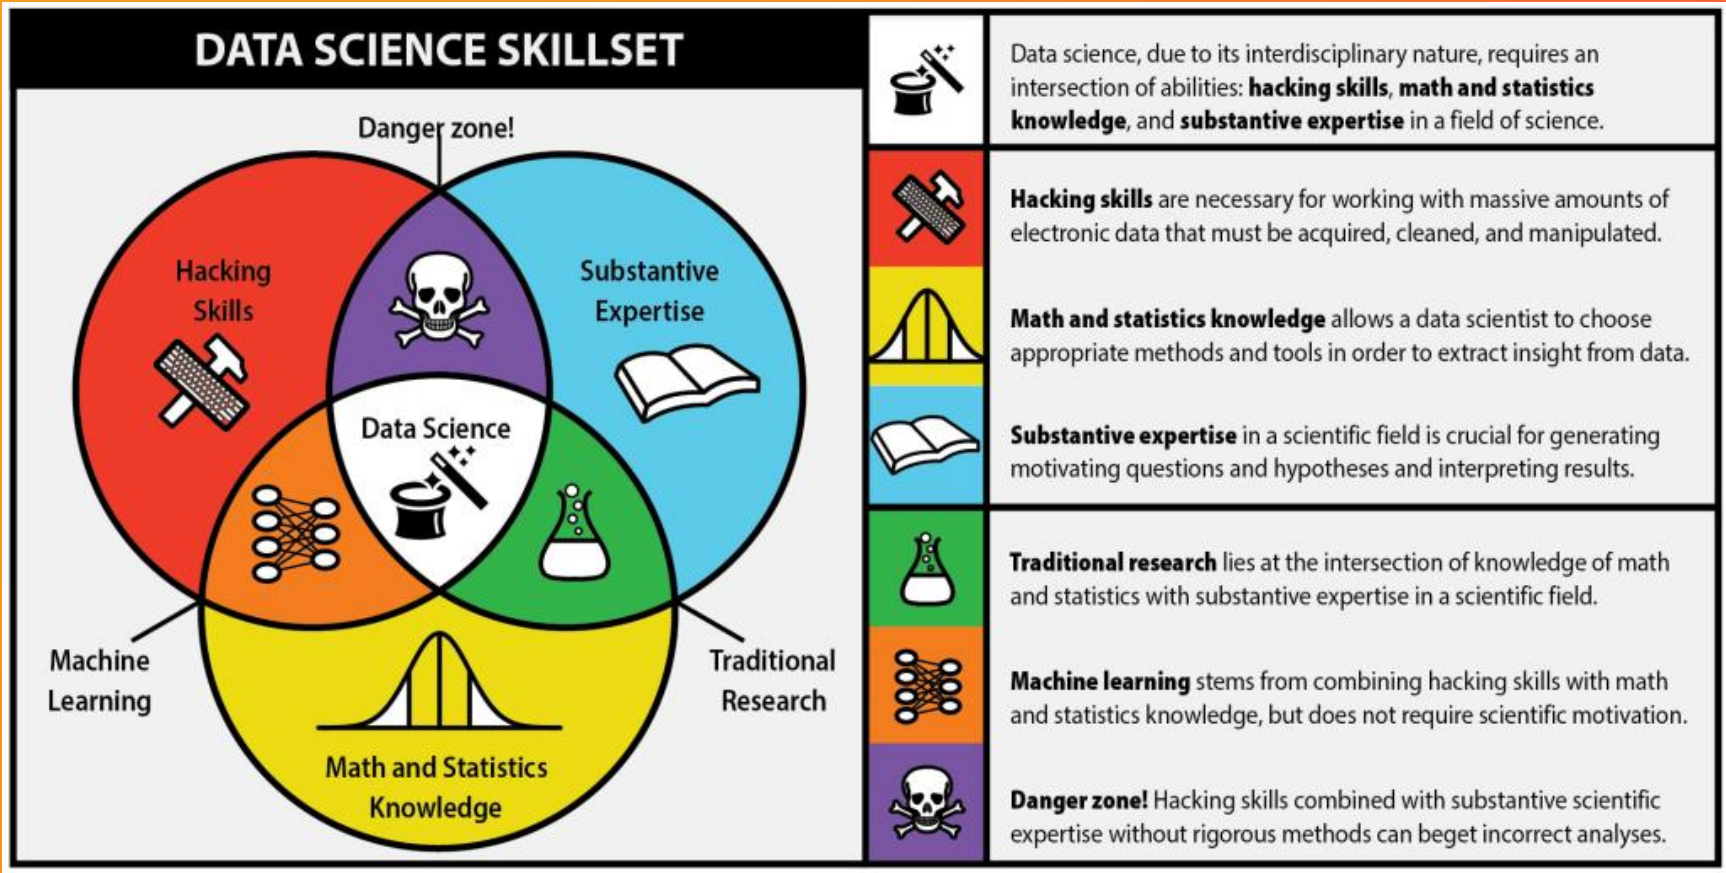 DATA SCIENCE SKILLSET
Danger zone!
Hacking
Skills
Substantive
Expertise
Data Science
Machine
Learning
Traditional
Research
Math and Statistics
Knowledge
Data science, due to its interdisciplinary nature, requires an
intersection of abilities: hacking skills, math and statistics
knowledge, and substantive expertise in a field of science.
Hacking skills are necessary for working with massive amounts of
electronic data that must be acquired, cleaned, and manipulated.
Math and statistics knowledge allows a data scientist to choose
appropriate methods and tools in order to extract insight from data.
Substantive expertise in a scientific field is crucial for generating
motivating questions and hypotheses and interpreting results.
Traditional research lies at the intersection of knowledge of math
and statistics with substantive expertise in a scientific field.
Machine learning stems from combining hacking skills with math
and statistics knowledge, but does not require scientific motivation.
Danger zone! Hacking skills combined with substantive scientific
expertise without rigorous methods can beget incorrect analyses.